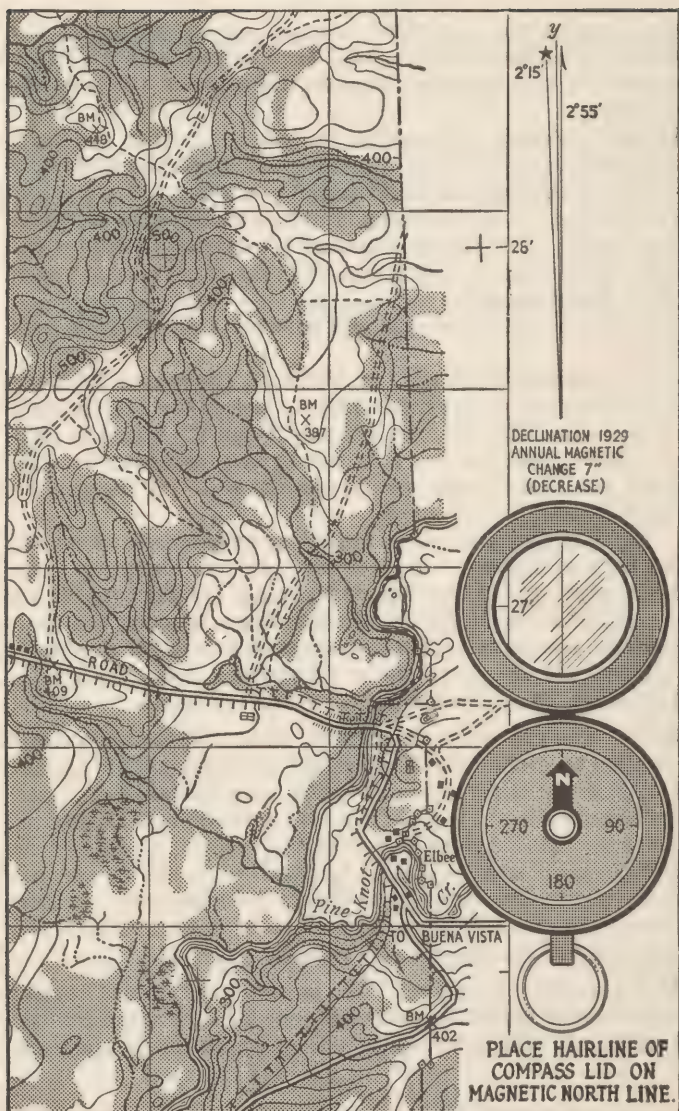 y
2°15'
2°55'
BM
418
400
400
400
500
26'
400
500
BM
387
DECLINATION 1929
ANNUAL MAGNETIC
CHANGE 7"
(DECREASE)
300
27'
ROAD
BM
409
400
N
270
90
180
Elbee
Pine Knot Cr.
TO BUENA VISTA
300
400
BM
402
PLACE HAIRLINE OF
COMPASS LID ON
MAGNETIC NORTH LINE.